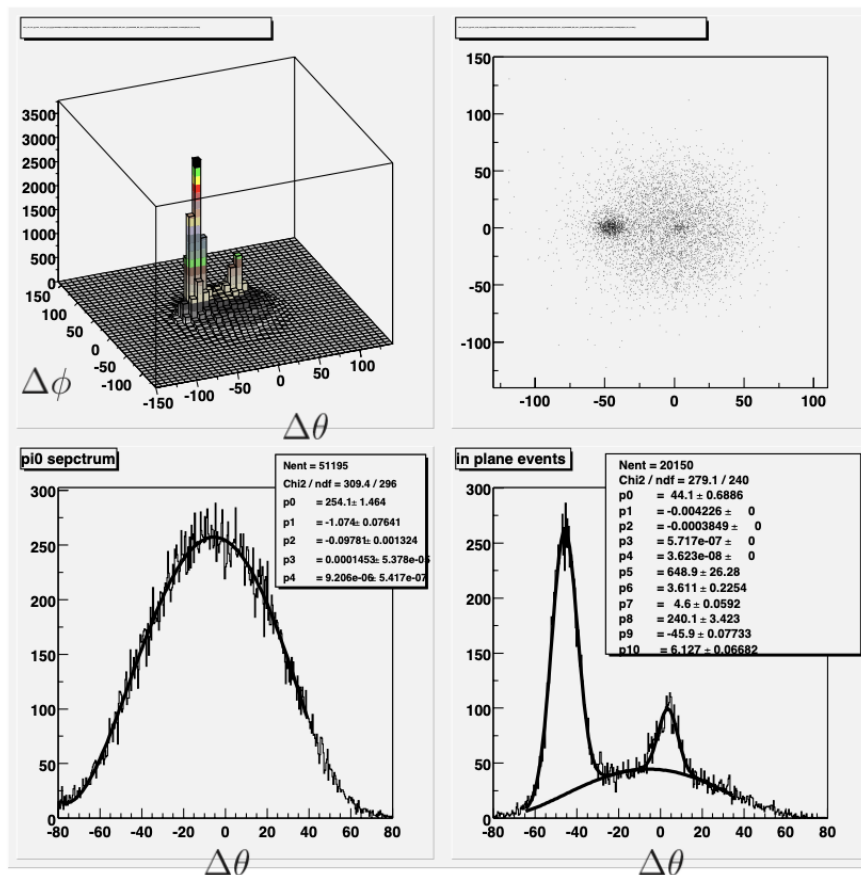 3500
3000
2500
2000
1500
1000
500
0
150
100
50
0
-50
-100
-150
-100
-50
0
50
100
Δϕ
Δθ
150
100
50
0
-50
-100
-100
-50
0
50
100
pi0 sepctrum
Nent = 51195
Chi2 / ndf = 309.4 / 296
p0 = 254.1± 1.464
p1 = -1.074± 0.07641
p2 = -0.09781± 0.001324
p3 = 0.0001453± 5.378e-05
p4 = 9.206e-06± 5.417e-07
300
250
200
150
100
50
0
-80 -60 -40 -20 0 20 40 60 80
Δθ
in plane events
Nent = 20150
Chi2 / ndf = 279.1 / 240
p0 = 44.1 ± 0.6886
p1 = -0.004226 ± 0
p2 = -0.0003849 ± 0
p3 = 5.717e-07 ± 0
p4 = 3.623e-08 ± 0
p5 = 648.9 ± 26.28
p6 = 3.611 ± 0.2254
p7 = 4.6 ± 0.0592
p8 = 240.1 ± 3.423
p9 = -45.9 ± 0.07733
p10 = 6.127 ± 0.06682
300
250
200
150
100
50
0
-80 -60 -40 -20 0 20 40 60 80
Δθ